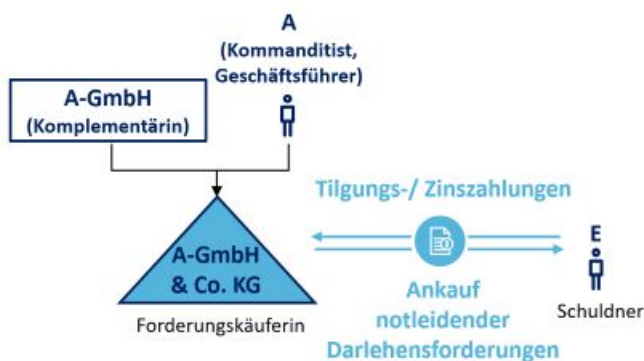 A
(Kommanditist,
Geschäftsführer)
A-GmbH
(Komplementärin)
Tilgungs-/ Zinszahlungen
A-GmbH
& Co. KG
E
Schuldner
Forderungskäuferin
Ankauf
notleidender
Darlehensforderungen